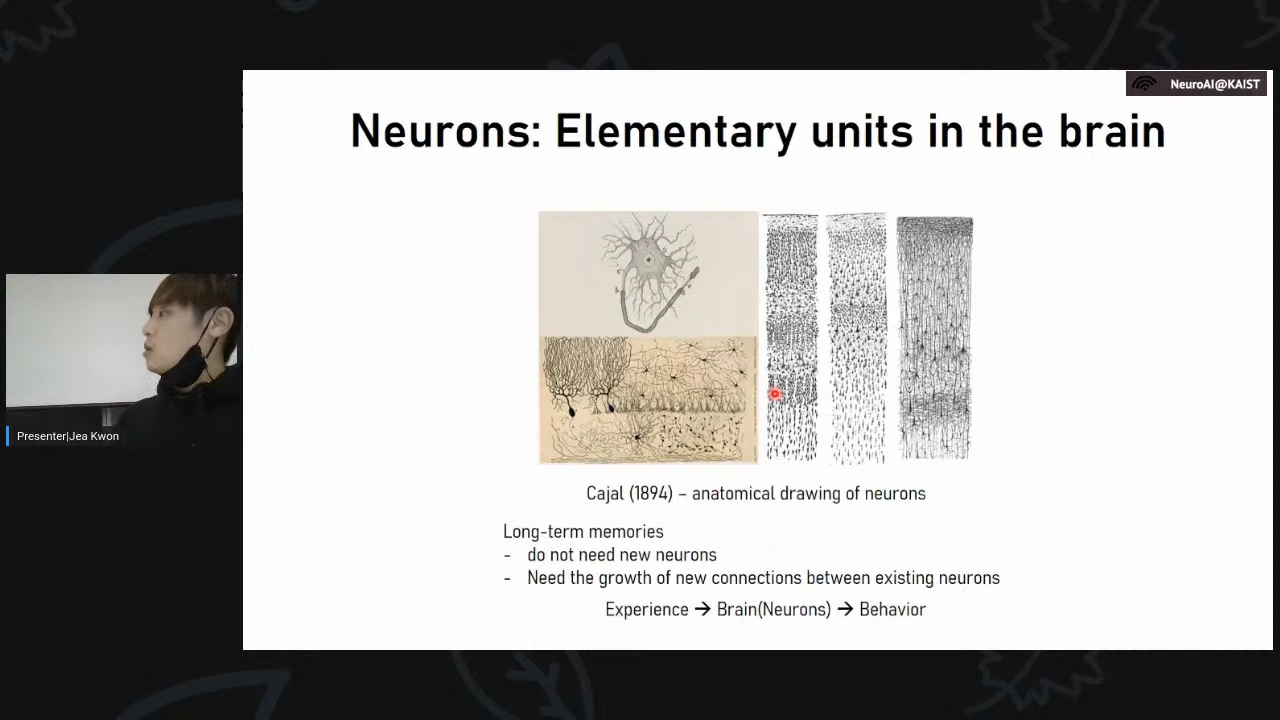 NeuroAI@KAIST
Neurons: Elementary units in the brain
Cajal (1894) – anatomical drawing of neurons
Long-term memories
- do not need new neurons
- Need the growth of new connections between existing neurons
Experience → Brain(Neurons) → Behavior
Presenter|Jea Kwon